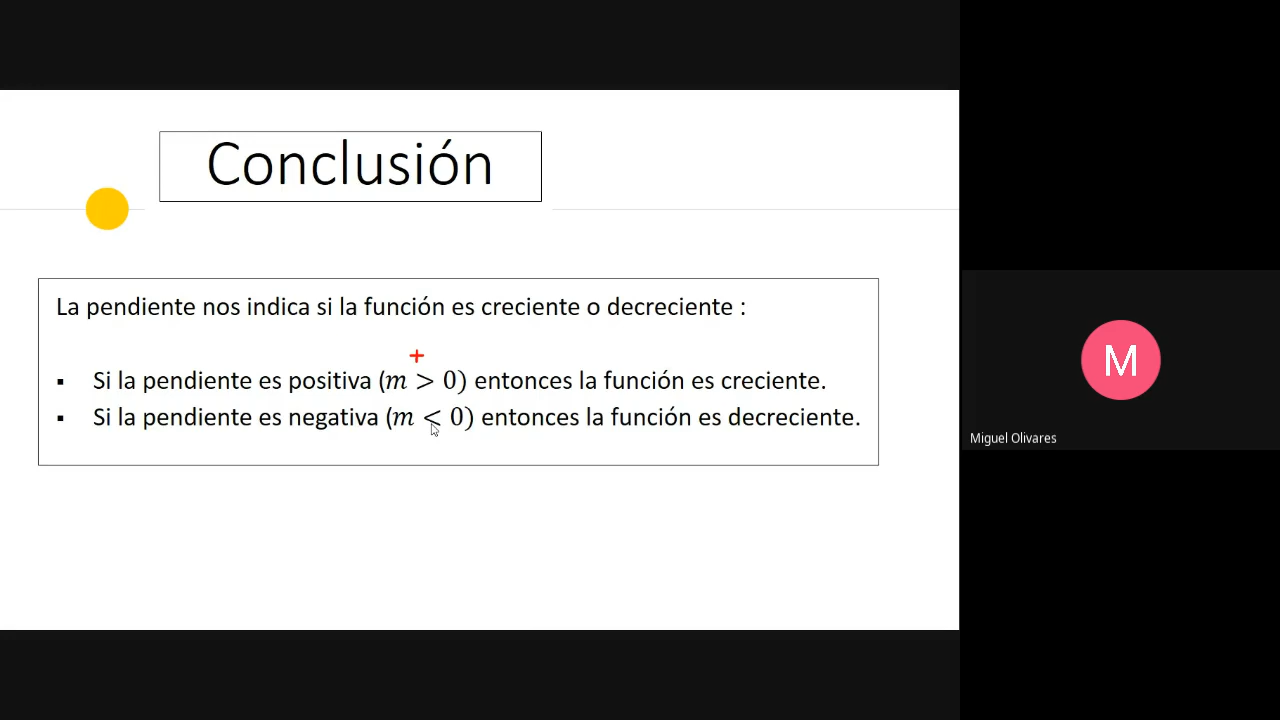 Conclusión
La pendiente nos indica si la función es creciente o decreciente :
+
▪ Si la pendiente es positiva (m > 0) entonces la función es creciente.
▪ Si la pendiente es negativa (m < 0) entonces la función es decreciente.
M
Miguel Olivares